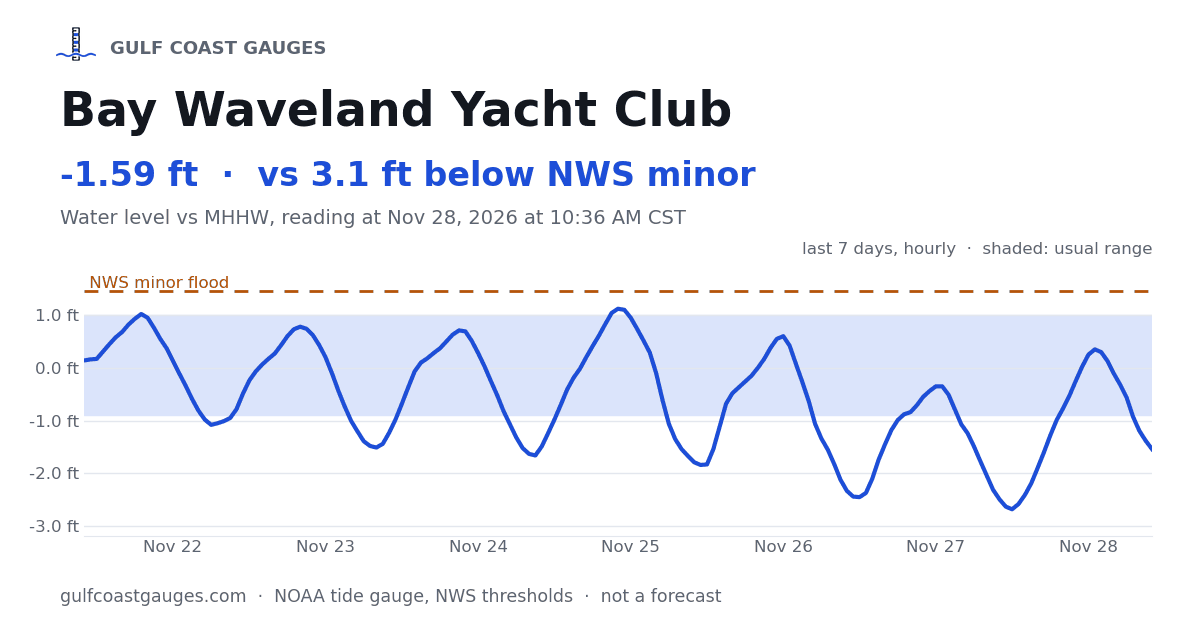 GULF COAST GAUGES
Bay Waveland Yacht Club
-1.59 ft · vs 3.1 ft below NWS minor
Water level vs MHHW, reading at Nov 28, 2026 at 10:36 AM CST
last 7 days, hourly · shaded: usual range
NWS minor flood
1.0 ft
0.0 ft
-1.0 ft
-2.0 ft
-3.0 ft
Nov 22 Nov 23 Nov 24 Nov 25 Nov 26 Nov 27 Nov 28
gulfcoastgauges.com · NOAA tide gauge, NWS thresholds · not a forecast